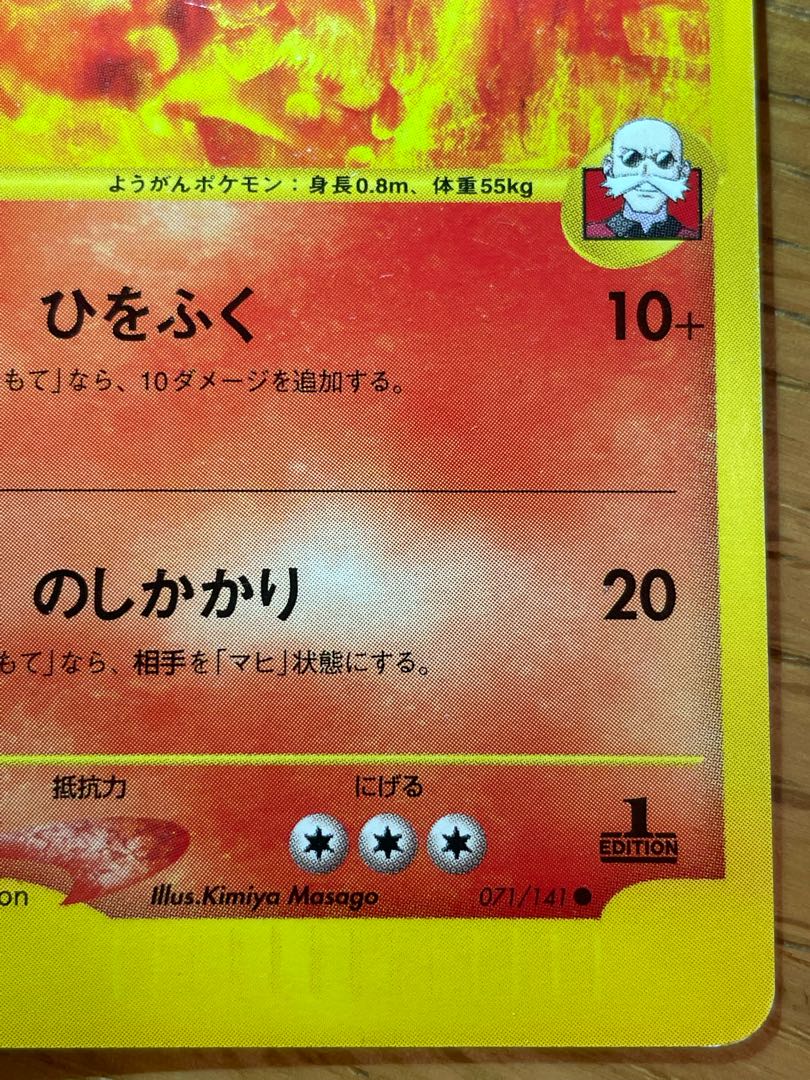 ようがんポケモン：身長0.8m、体重55kg
ひをふく 10+
もて」なら、10ダメージを追加する。
のしかかり 20
もて」なら、相手を「マヒ」状態にする。
抵抗力 にげる
1
EDITION
on Illus.Kimiya Masago 071/141 ●